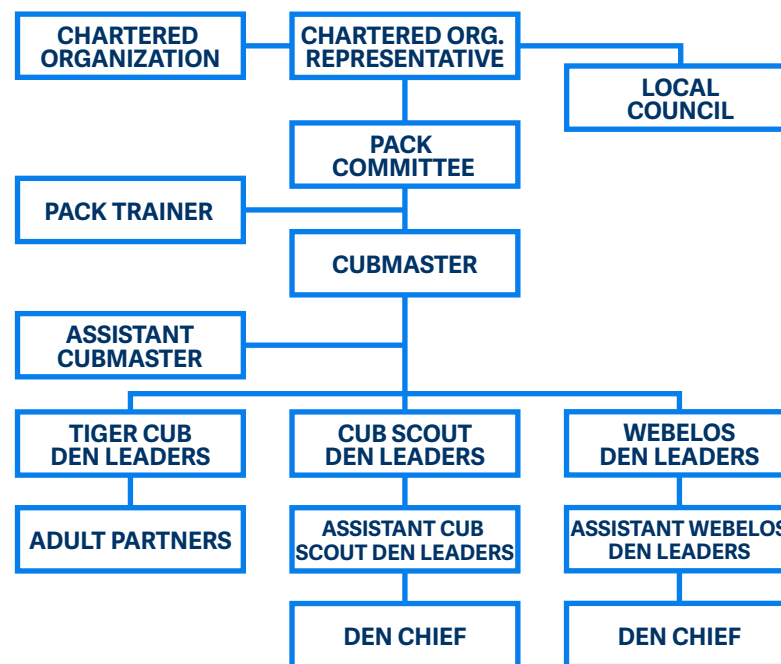 CHARTERED
ORGANIZATION
CHARTERED ORG.
REPRESENTATIVE
LOCAL
COUNCIL
PACK
COMMITTEE
PACK TRAINER
CUBMASTER
ASSISTANT
CUBMASTER
TIGER CUB
DEN LEADERS
CUB SCOUT
DEN LEADERS
WEBELOS
DEN LEADERS
ADULT PARTNERS
ASSISTANT CUB
SCOUT DEN LEADERS
ASSISTANT WEBELOS
DEN LEADERS
DEN CHIEF
DEN CHIEF